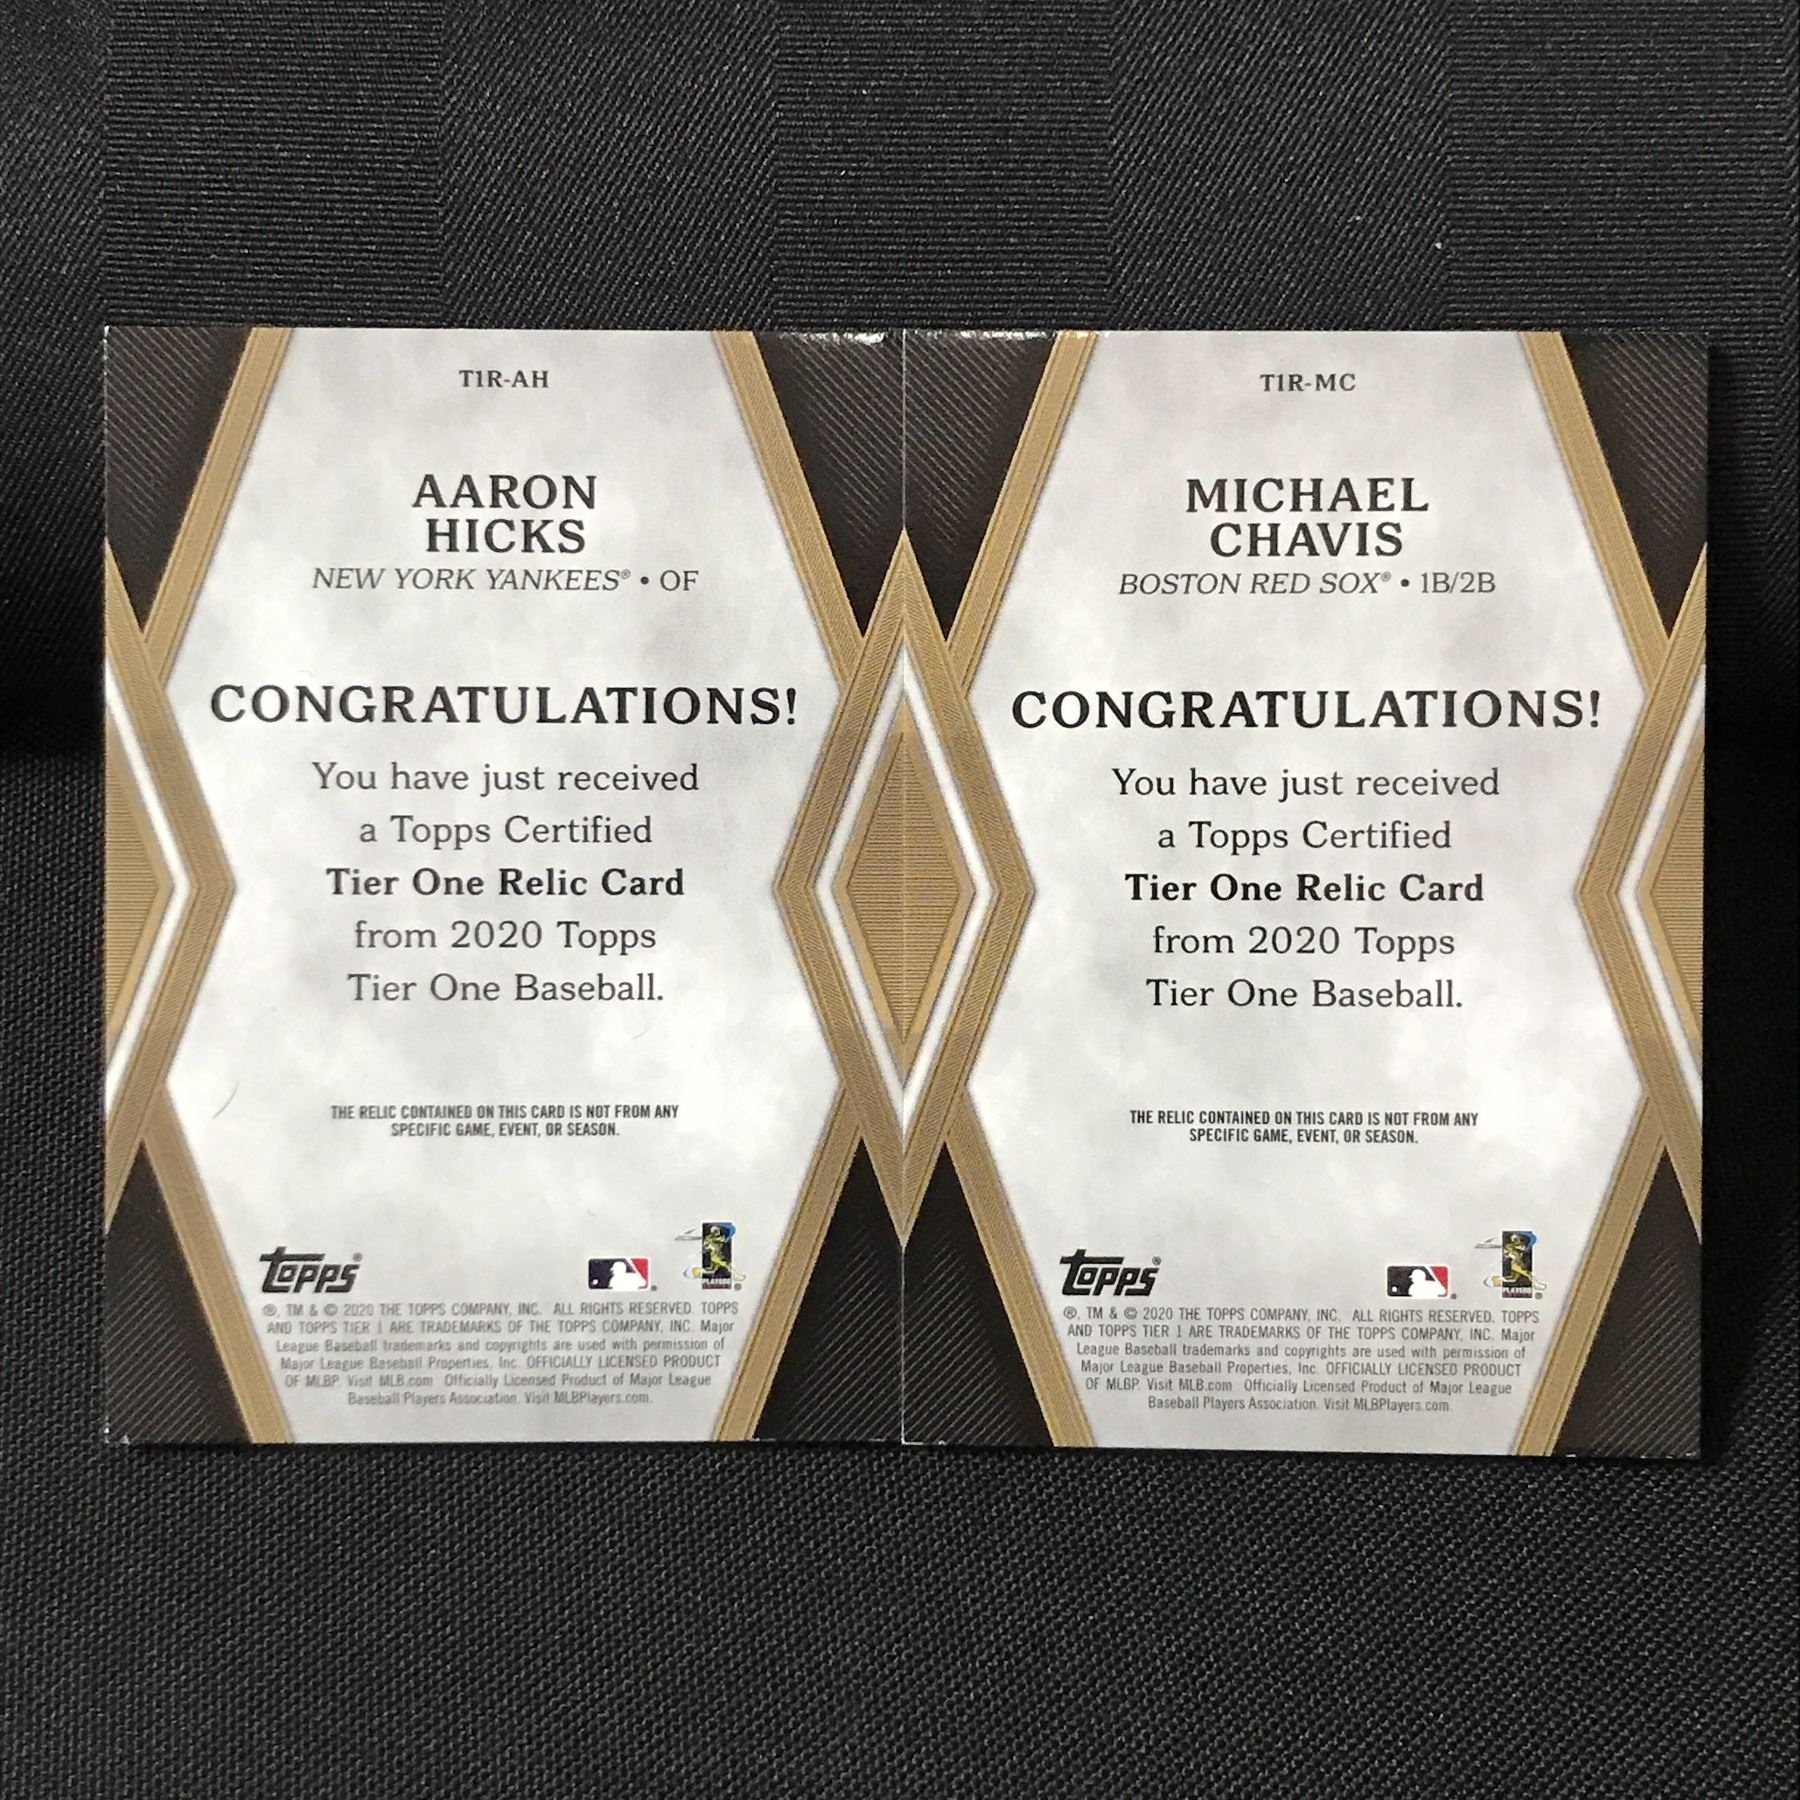 T1R-AH
AARON
HICKS
NEW YORK YANKEES® • OF
CONGRATULATIONS!
You have just received
a Topps Certified
Tier One Relic Card
from 2020 Topps
Tier One Baseball.
THE RELIC CONTAINED ON THIS CARD IS NOT FROM ANY
SPECIFIC GAME, EVENT, OR SEASON.
Topps®
PLAYERS
®, TM & © 2020 THE TOPPS COMPANY, INC. ALL RIGHTS RESERVED. TOPPS
AND TOPPS TIER 1 ARE TRADEMARKS OF THE TOPPS COMPANY, INC. Major
League Baseball trademarks and copyrights are used with permission of
Major League Baseball Properties, Inc. OFFICIALLY LICENSED PRODUCT
OF MLBP. Visit MLB.com Officially Licensed Product of Major League
Baseball Players Association. Visit MLBPlayers.com.
T1R-MC
MICHAEL
CHAVIS
BOSTON RED SOX® • 1B/2B
CONGRATULATIONS!
You have just received
a Topps Certified
Tier One Relic Card
from 2020 Topps
Tier One Baseball.
THE RELIC CONTAINED ON THIS CARD IS NOT FROM ANY
SPECIFIC GAME, EVENT, OR SEASON.
Topps®
PLAYERS
®, TM & © 2020 THE TOPPS COMPANY, INC. ALL RIGHTS RESERVED. TOPPS
AND TOPPS TIER 1 ARE TRADEMARKS OF THE TOPPS COMPANY, INC. Major
League Baseball trademarks and copyrights are used with permission of
Major League Baseball Properties, Inc. OFFICIALLY LICENSED PRODUCT
OF MLBP. Visit MLB.com Officially Licensed Product of Major League
Baseball Players Association. Visit MLBPlayers.com.